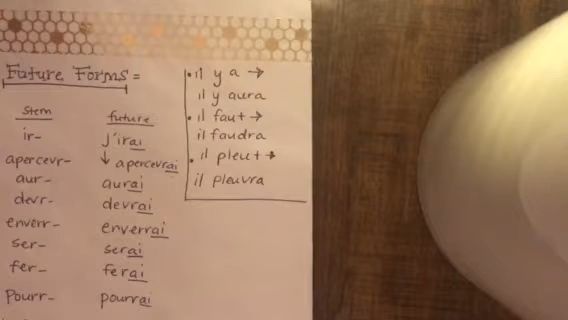 Future Forms =
stem future
ir- j'irai
apercevr- ↓ apercevrai
aur- aurai
devr- devrai
enverr- enverrai
ser- serai
fer- ferai
pourr- pourrai
• il y a →
il y aura
• il faut →
il faudra
• il pleut →
il pleuvra